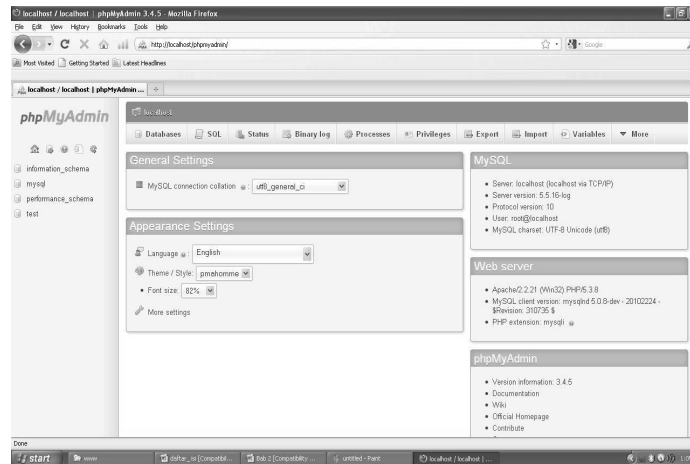 localhost / localhost | phpMyAdmin 3.4.5 - Mozilla Firefox
File Edit View History Bookmarks Tools Help
http://localhost/phpmyadmin/
Google
Most Visited Getting Started Latest Headlines
localhost / localhost | phpMyAdmin ...
phpMyAdmin
information_schema
mysql
performance_schema
test
localhost
Databases SQL Status Binary log Processes Privileges Export Import Variables More
General Settings
MySQL connection collation : utf8_general_ci
Appearance Settings
Language : English
Theme / Style: pmahomme
Font size: 82%
More settings
MySQL
Server: localhost (localhost via TCP/IP)
Server version: 5.5.16-log
Protocol version: 10
User: root@localhost
MySQL charset: UTF-8 Unicode (utf8)
Web server
Apache/2.2.21 (Win32) PHP/5.3.8
MySQL client version: mysqlnd 5.0.8-dev - 20102224 -
$Revision: 310735 $
PHP extension: mysqli
phpMyAdmin
Version information: 3.4.5
Documentation
Wiki
Official Homepage
Contribute
Done
start www daftar_isi [Compatibil... Bab 2 [Compatibility ... untitled - Paint localhost / localhost | ...